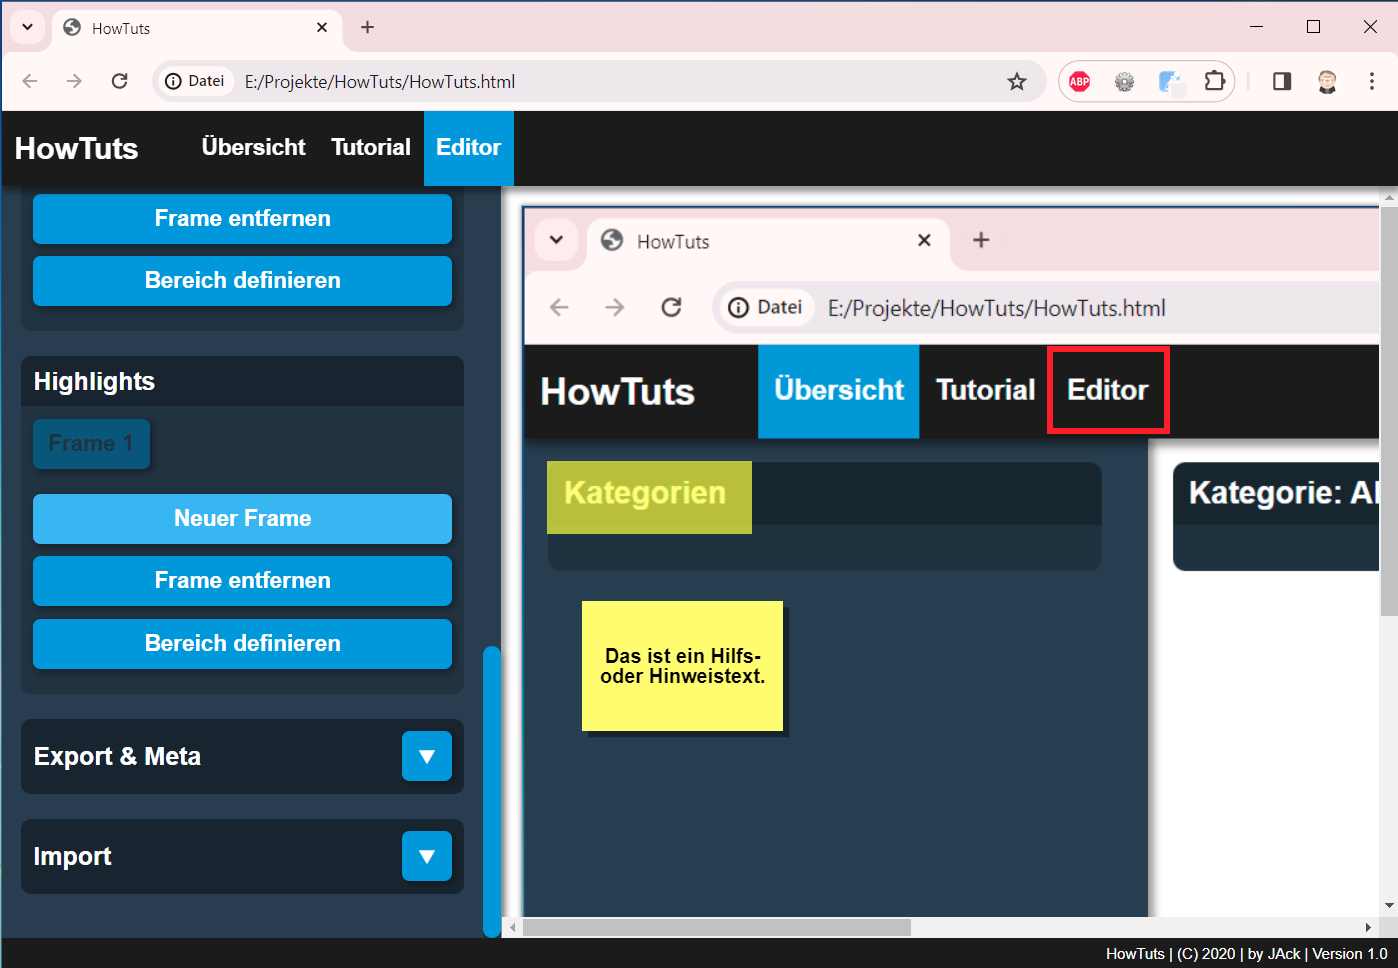 HowTuts
Datei E:/Projekte/HowTuts/HowTuts.html
ABP
HowTuts Übersicht Tutorial Editor
Frame entfernen
Bereich definieren
Highlights
Frame 1
Neuer Frame
Frame entfernen
Bereich definieren
Export & Meta
Import
HowTuts
Datei E:/Projekte/HowTuts/HowTuts.html
HowTuts Übersicht Tutorial Editor
Kategorien
Kategorie: Al
Das ist ein Hilfs-
oder Hinweistext.
HowTuts | (C) 2020 | by JAck | Version 1.0